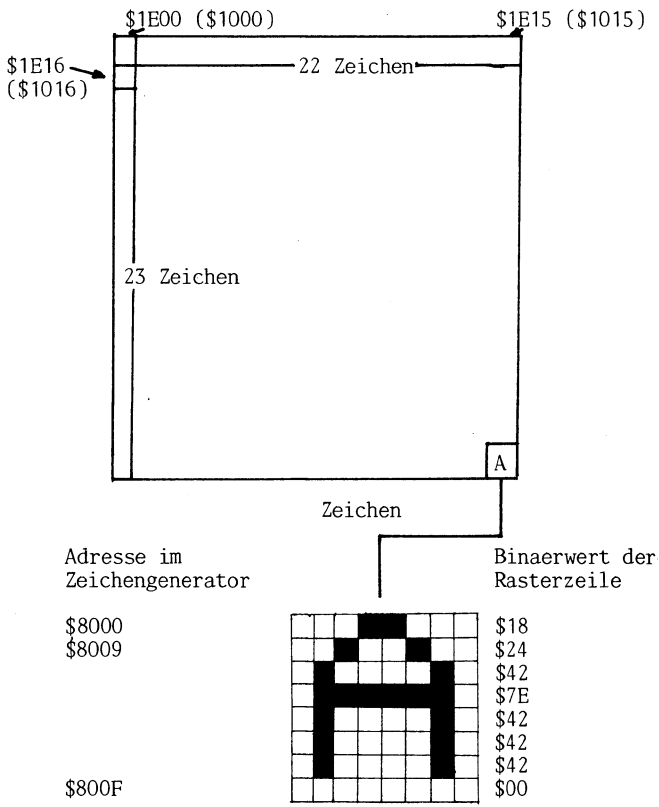 $1E00 ($1000)
$1E15 ($1015)
$1E16
($1016)
22 Zeichen
23 Zeichen
A
Zeichen
Adresse im
Zeichengenerator
Binaerwert der
Rasterzeile
$8000
$18
$8009
$24
$42
$7E
$42
$42
$42
$800F
$00